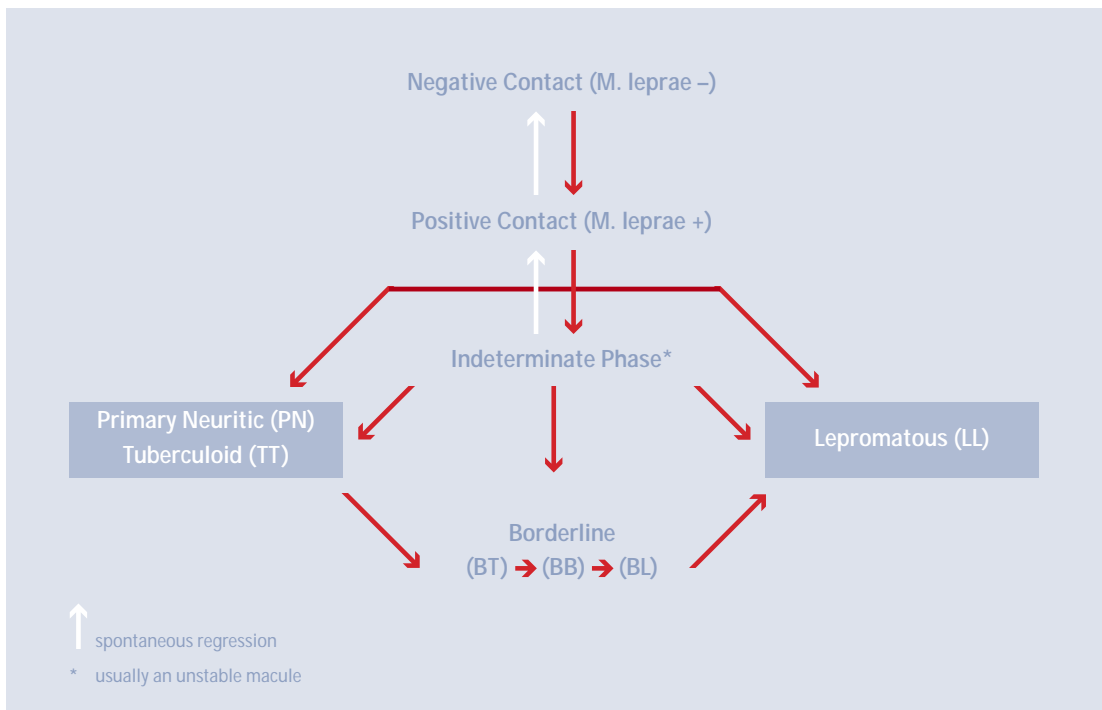 Negative Contact (M. leprae –)
Positive Contact (M. leprae +)
Indeterminate Phase*
Primary Neuritic (PN)
Tuberculoid (TT)
Lepromatous (LL)
Borderline
(BT) ➔ (BB) ➔ (BL)
spontaneous regression
* usually an unstable macule